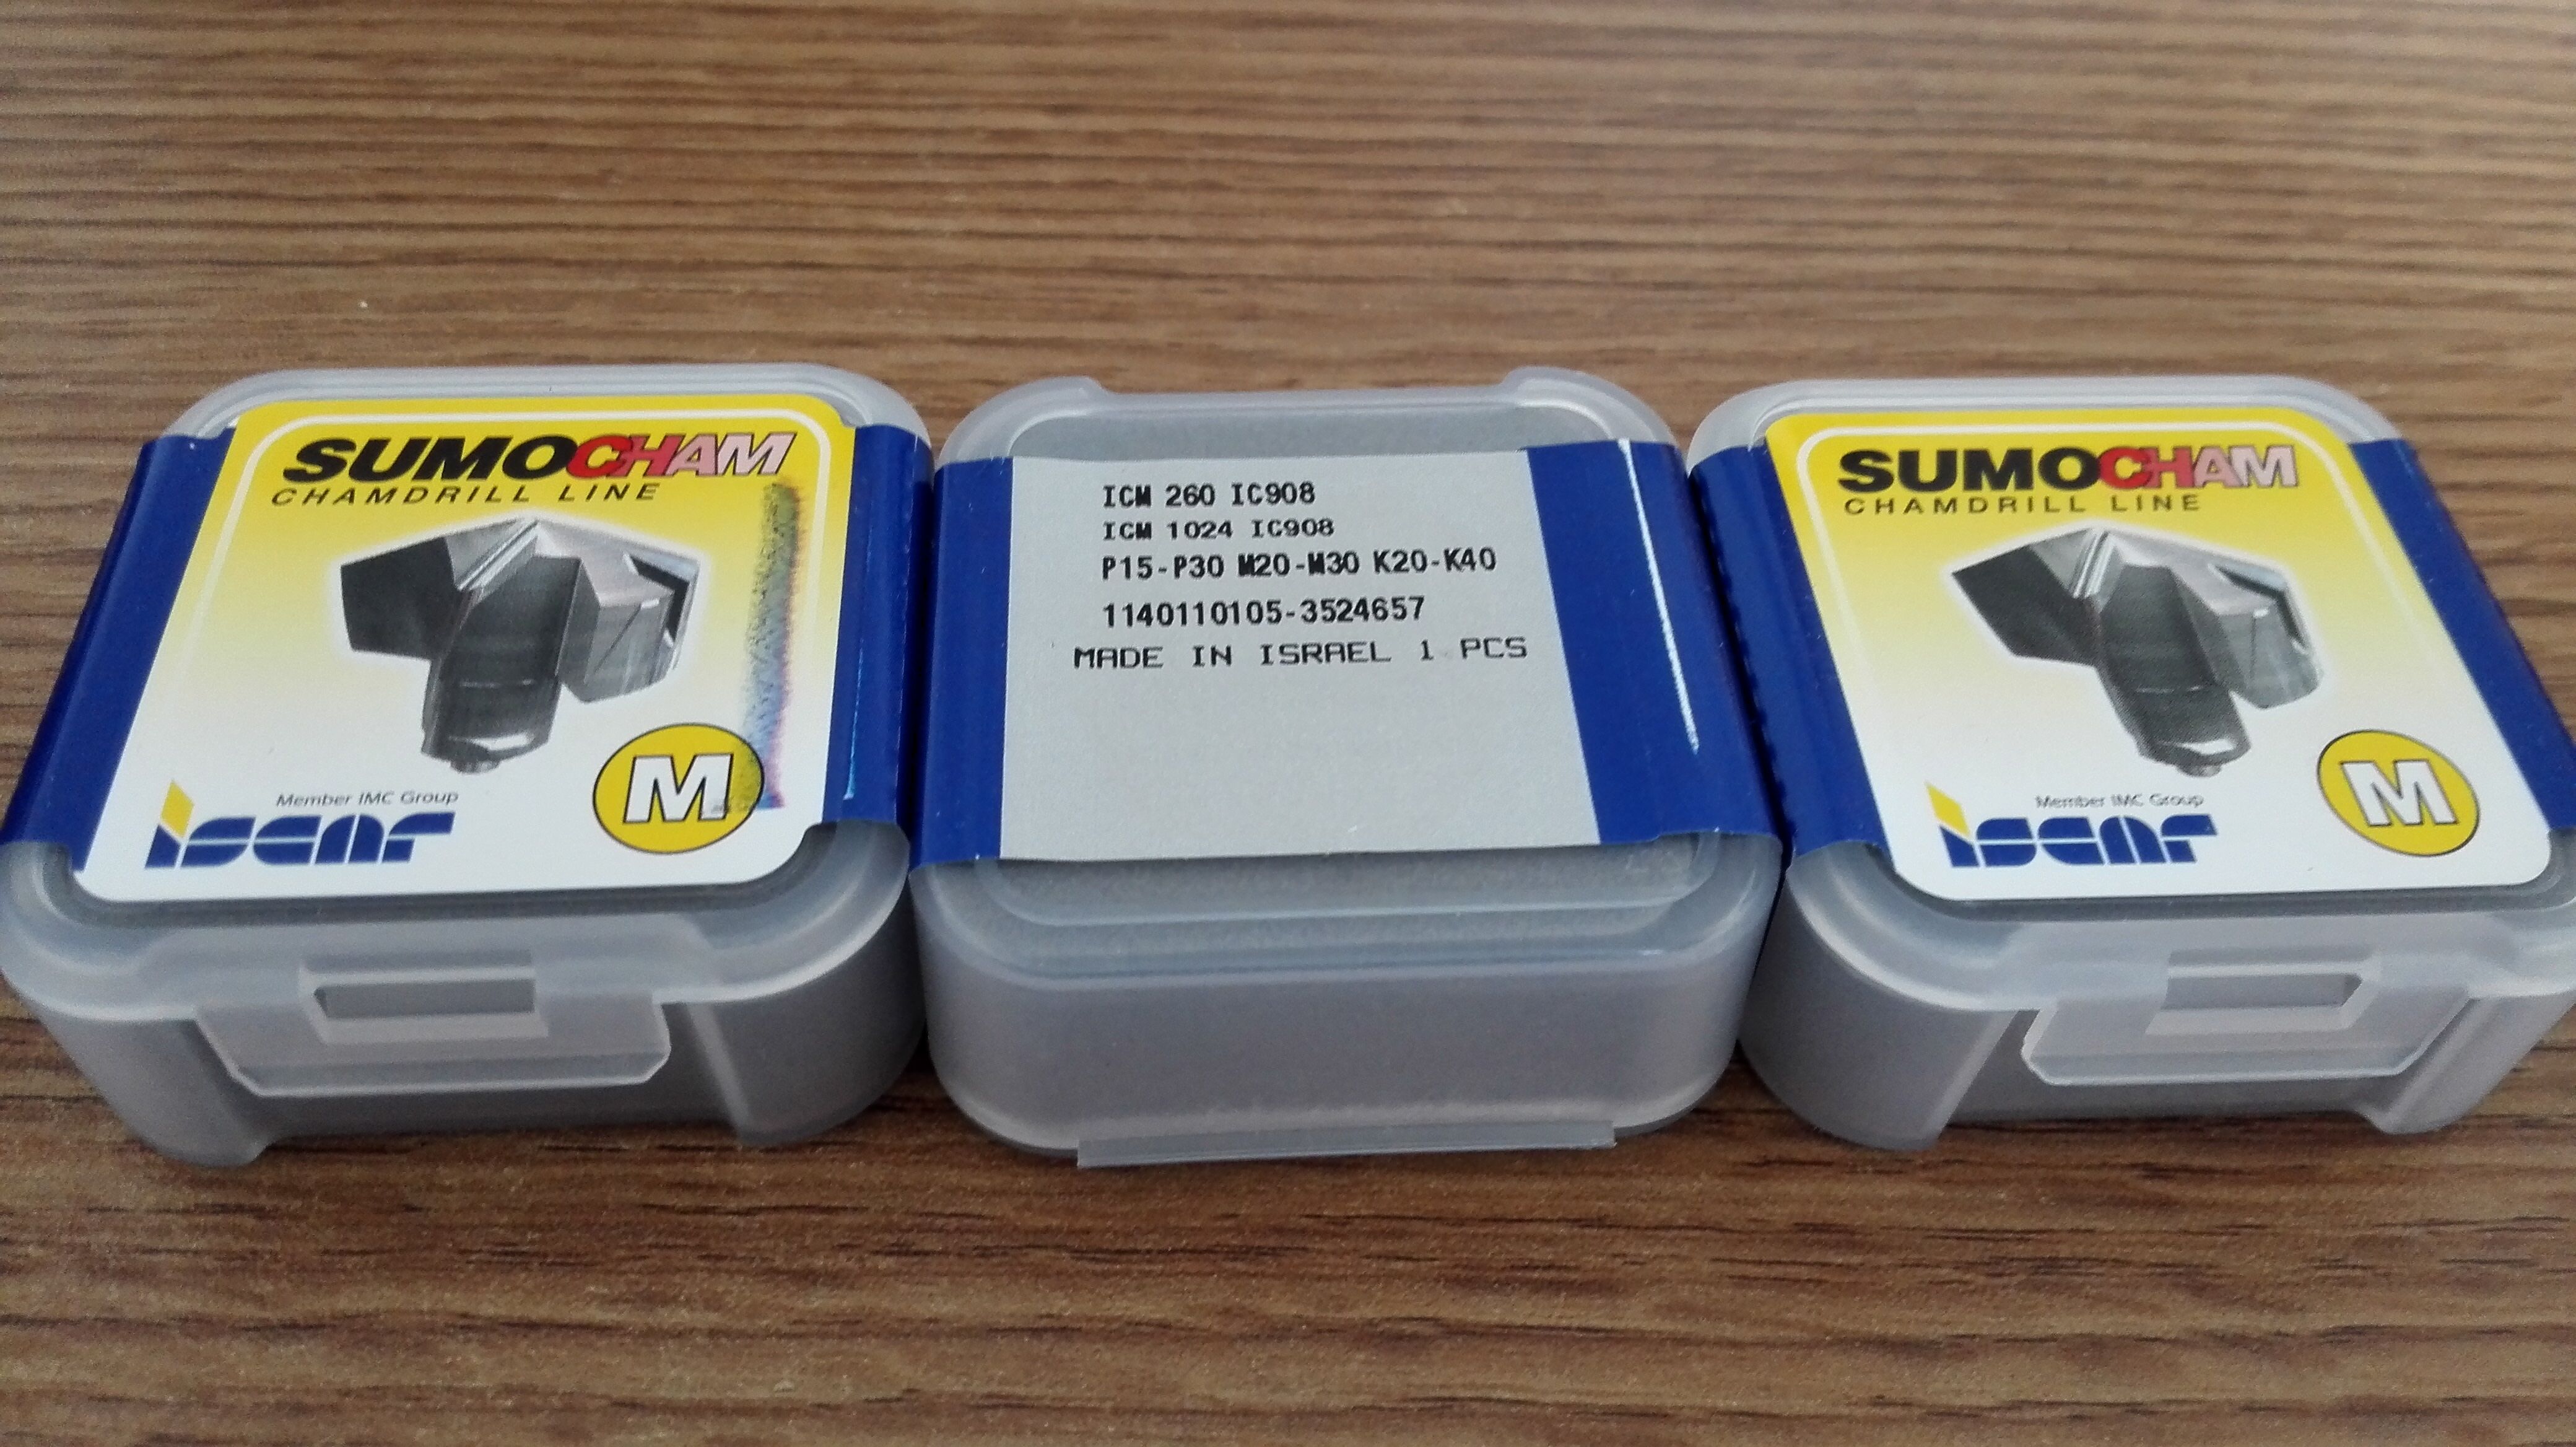 SUMOCHAM
CHAMDRILL LINE
M
Member IMC Group
iscar
ICM 260 IC908
ICM 1024 IC908
P15-P30 M20-M30 K20-K40
1140110105-3524657
MADE IN ISRAEL 1 PCS
SUMOCHAM
CHAMDRILL LINE
M
Member IMC Group
iscar